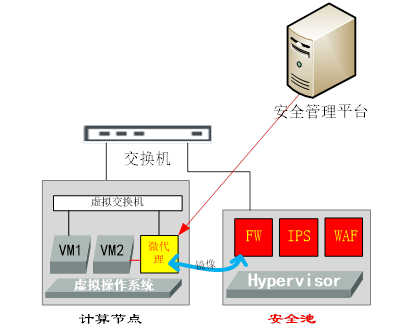 安全管理平台
交换机
虚拟交换机
VM1
VM2
微代
理
镜像
虚拟操作系统
FW
IPS
WAF
Hypervisor
计算节点
安全池